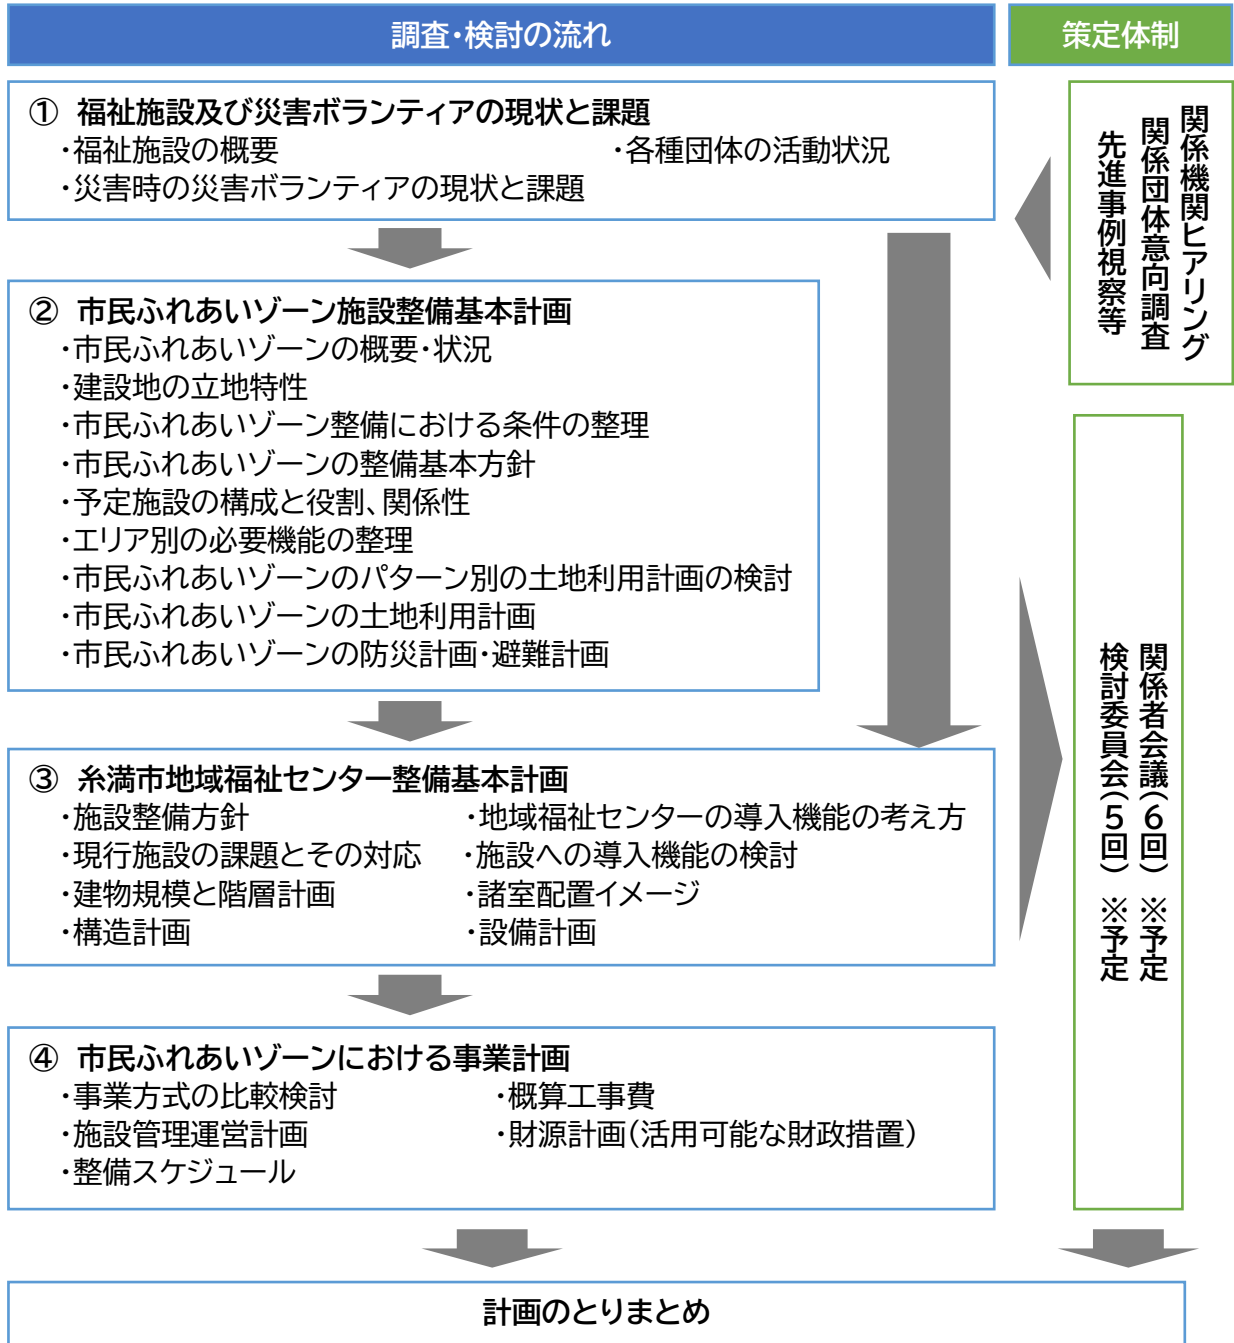 調査・検討の流れ
策定体制
① 福祉施設及び災害ボランティアの現状と課題
・福祉施設の概要
・各種団体の活動状況
・災害時の災害ボランティアの現状と課題
関係機関ヒアリング
関係団体意向調査
先進事例視察等
② 市民ふれあいゾーン施設整備基本計画
・市民ふれあいゾーンの概要・状況
・建設地の立地特性
・市民ふれあいゾーン整備における条件の整理
・市民ふれあいゾーンの整備基本方針
・予定施設の構成と役割、関係性
・エリア別の必要機能の整理
・市民ふれあいゾーンのパターン別の土地利用計画の検討
・市民ふれあいゾーンの土地利用計画
・市民ふれあいゾーンの防災計画・避難計画
③ 糸満市地域福祉センター整備基本計画
・施設整備方針
・地域福祉センターの導入機能の考え方
・現行施設の課題とその対応
・施設への導入機能の検討
・建物規模と階層計画
・諸室配置イメージ
・構造計画
・設備計画
関係者会議(6回) ※予定
検討委員会(5回) ※予定
④ 市民ふれあいゾーンにおける事業計画
・事業方式の比較検討
・概算工事費
・施設管理運営計画
・財源計画(活用可能な財政措置)
・整備スケジュール
計画のとりまとめ